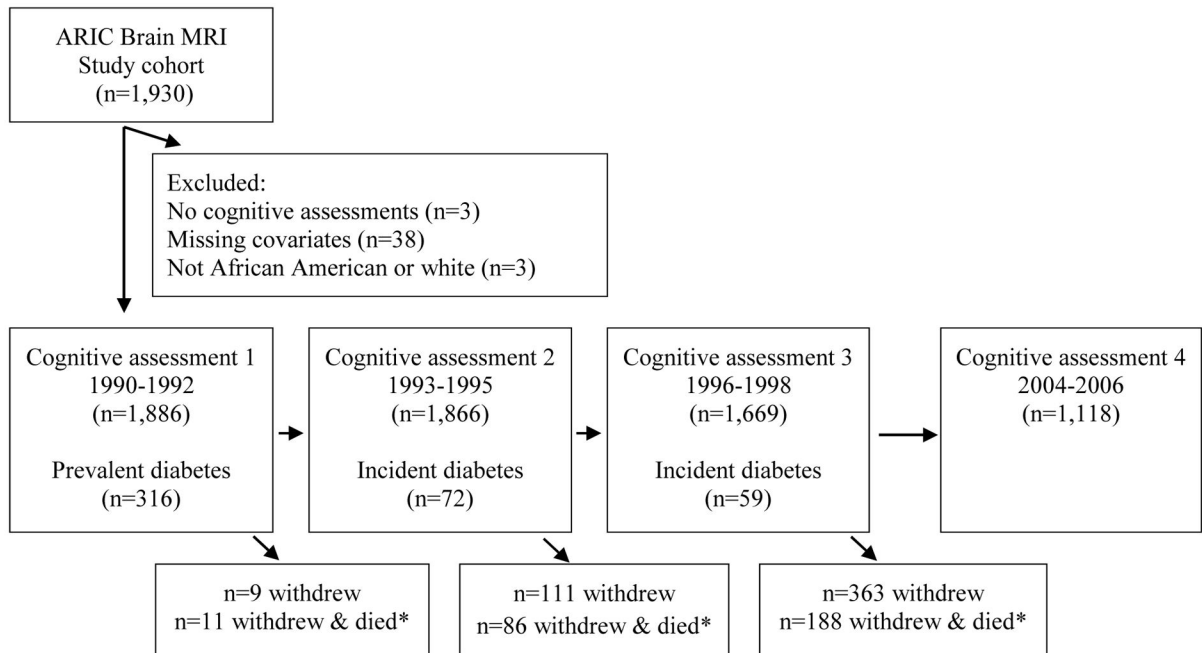 ARIC Brain MRI
Study cohort
(n=1,930)
Excluded:
No cognitive assessments (n=3)
Missing covariates (n=38)
Not African American or white (n=3)
Cognitive assessment 1
1990-1992
(n=1,886)
Prevalent diabetes
(n=316)
Cognitive assessment 2
1993-1995
(n=1,866)
Incident diabetes
(n=72)
Cognitive assessment 3
1996-1998
(n=1,669)
Incident diabetes
(n=59)
Cognitive assessment 4
2004-2006
(n=1,118)
n=9 withdrew
n=11 withdrew & died*
n=111 withdrew
n=86 withdrew & died*
n=363 withdrew
n=188 withdrew & died*